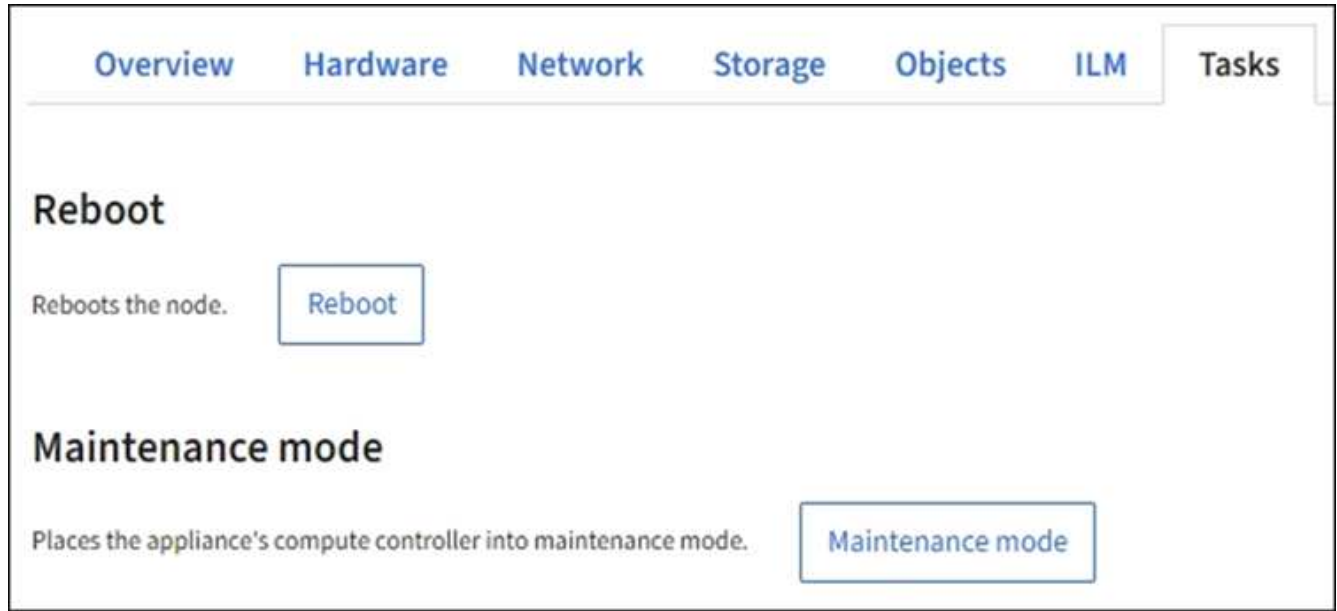 Overview Hardware Network Storage Objects ILM Tasks
Reboot
Reboots the node. Reboot
Maintenance mode
Places the appliance's compute controller into maintenance mode. Maintenance mode